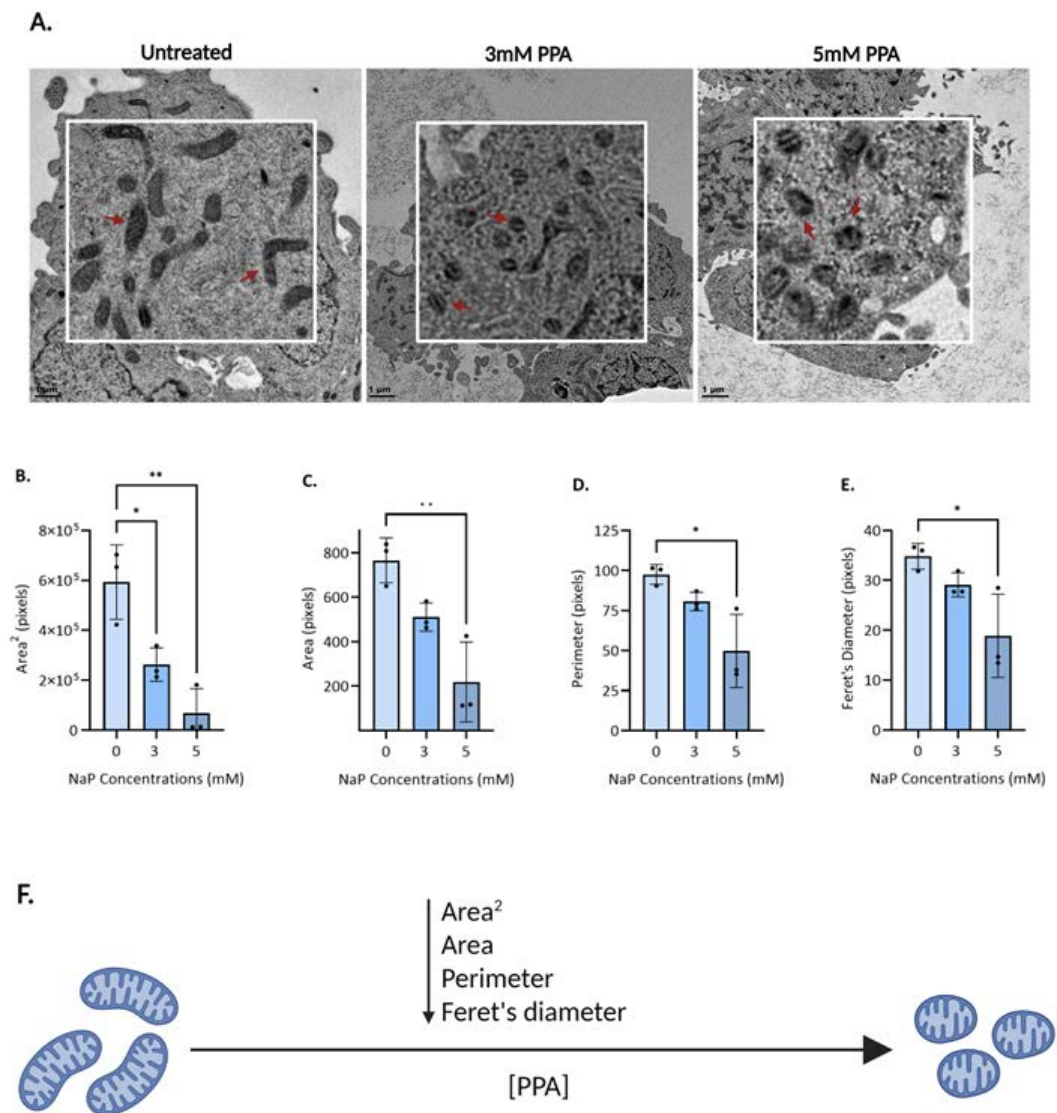 A.
Untreated 3mM PPA 5mM PPA
1 µm 1 µm
B. C. D. E.
** ** * *
*
Area² (pixels)
8×10⁵
6×10⁵
4×10⁵
2×10⁵
0
0 3 5
NaP Concentrations (mM)
Area (pixels)
800
600
400
200
0 3 5
NaP Concentrations (mM)
Perimeter (pixels)
125
100
75
50
25
0
0 3 5
NaP Concentrations (mM)
Feret's Diameter (pixels)
40
30
20
10
0
0 3 5
NaP Concentrations (mM)
F.
Area²
Area
Perimeter
Feret's diameter
[PPA]